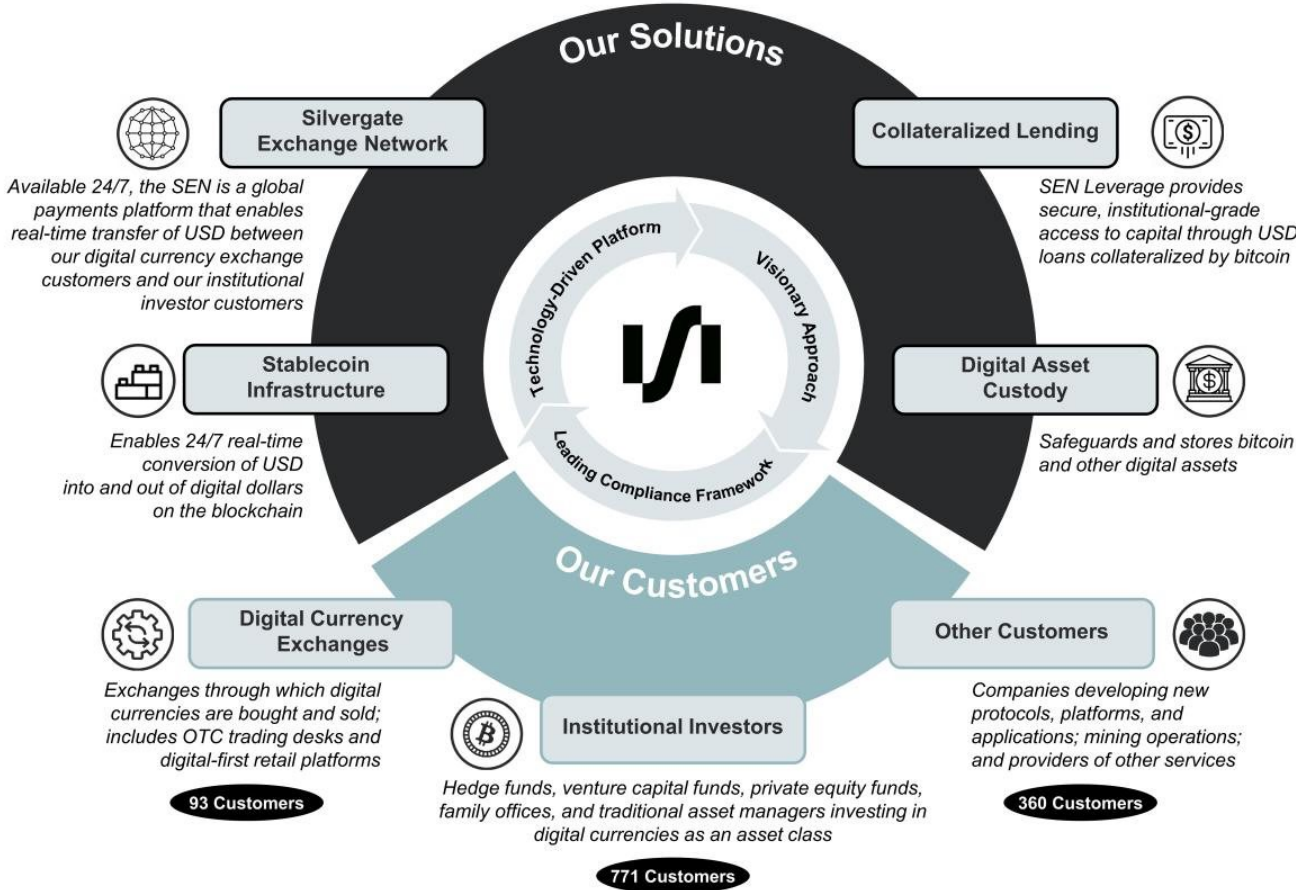 Our Solutions
Silvergate
Exchange Network
Available 24/7, the SEN is a global
payments platform that enables
real-time transfer of USD between
our digital currency exchange
customers and our institutional
investor customers
Collateralized Lending
SEN Leverage provides
secure, institutional-grade
access to capital through USD
loans collateralized by bitcoin
Technology-Driven Platform
Visionary Approach
Leading Compliance Framework
Stablecoin
Infrastructure
Enables 24/7 real-time
conversion of USD
into and out of digital dollars
on the blockchain
Digital Asset
Custody
Safeguards and stores bitcoin
and other digital assets
Our Customers
Digital Currency
Exchanges
Exchanges through which digital
currencies are bought and sold;
includes OTC trading desks and
digital-first retail platforms
93 Customers
Institutional Investors
Hedge funds, venture capital funds, private equity funds,
family offices, and traditional asset managers investing in
digital currencies as an asset class
771 Customers
Other Customers
Companies developing new
protocols, platforms, and
applications; mining operations;
and providers of other services
360 Customers